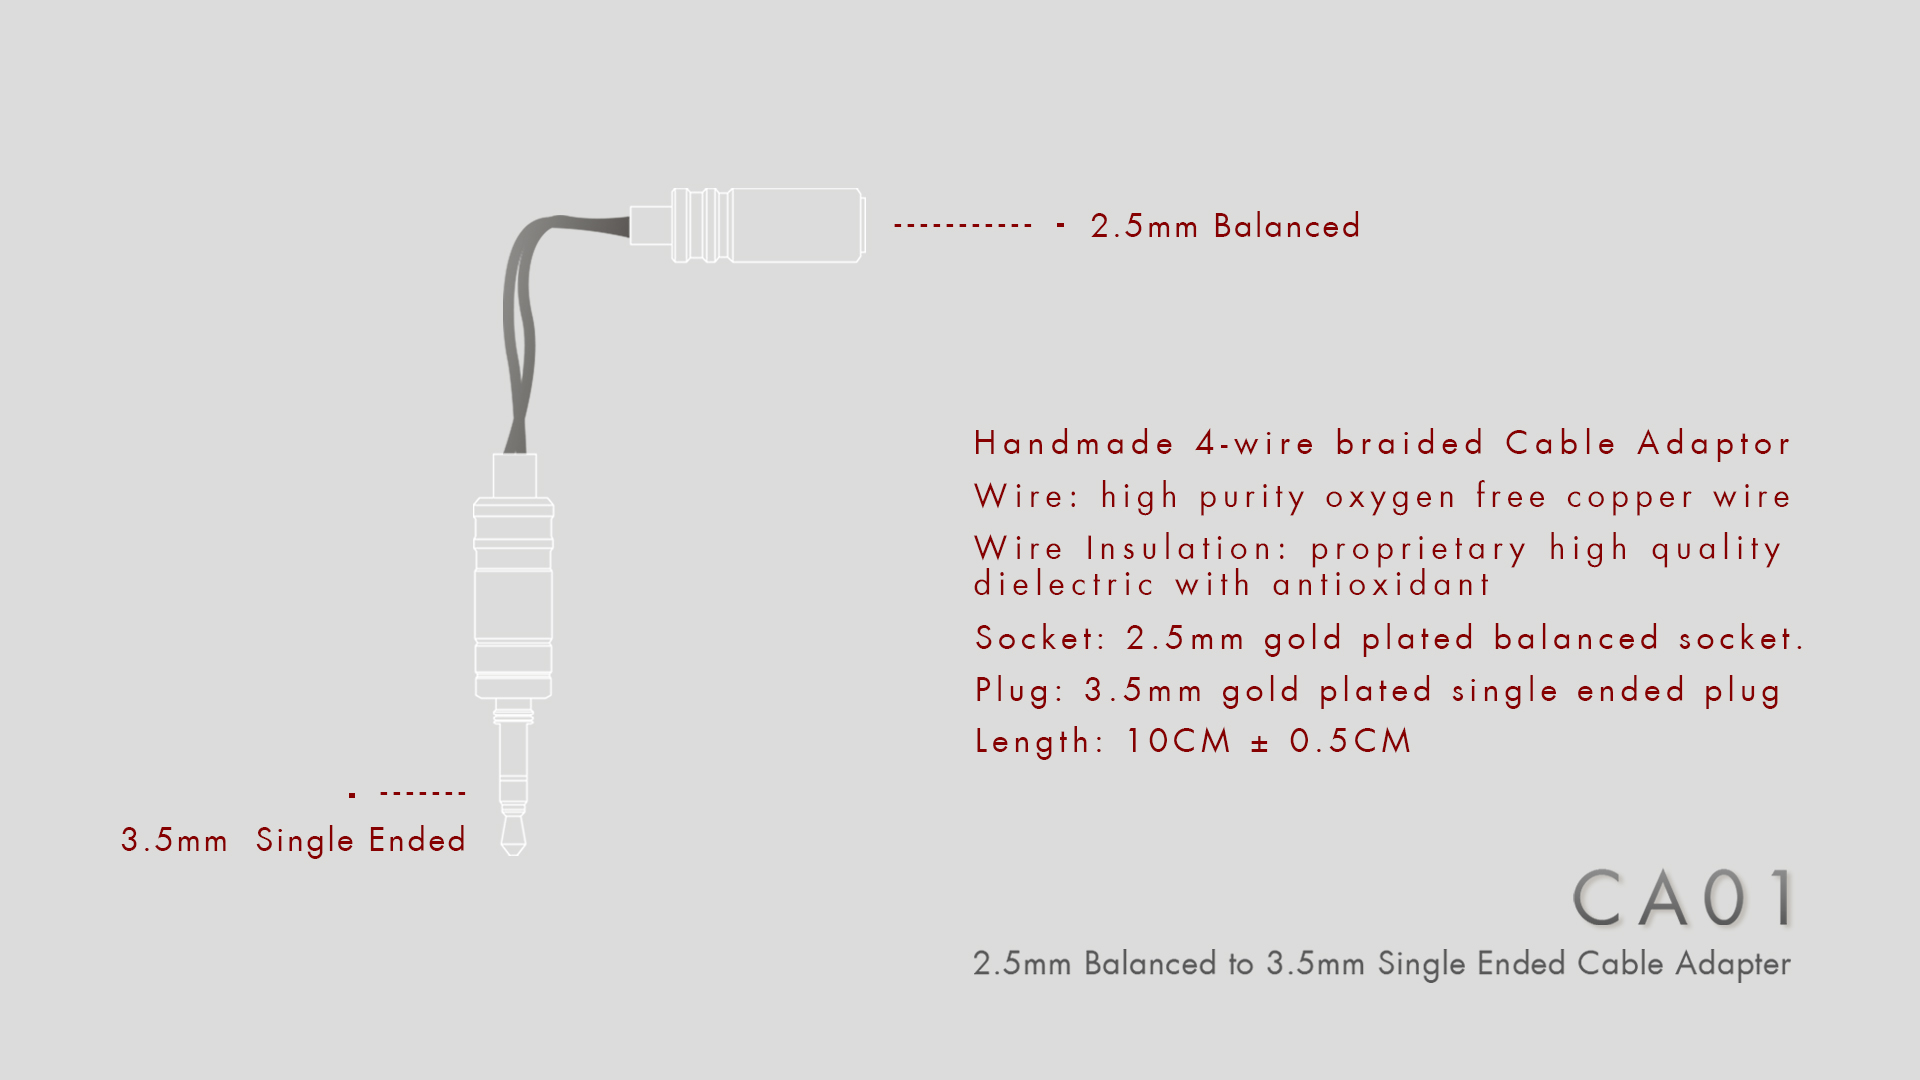 2.5mm Balanced
Handmade 4-wire braided Cable Adaptor
Wire: high purity oxygen free copper wire
Wire Insulation: proprietary high quality
dielectric with antioxidant
Socket: 2.5mm gold plated balanced socket.
Plug: 3.5mm gold plated single ended plug
Length: 10CM ± 0.5CM
3.5mm Single Ended
CA01
2.5mm Balanced to 3.5mm Single Ended Cable Adapter